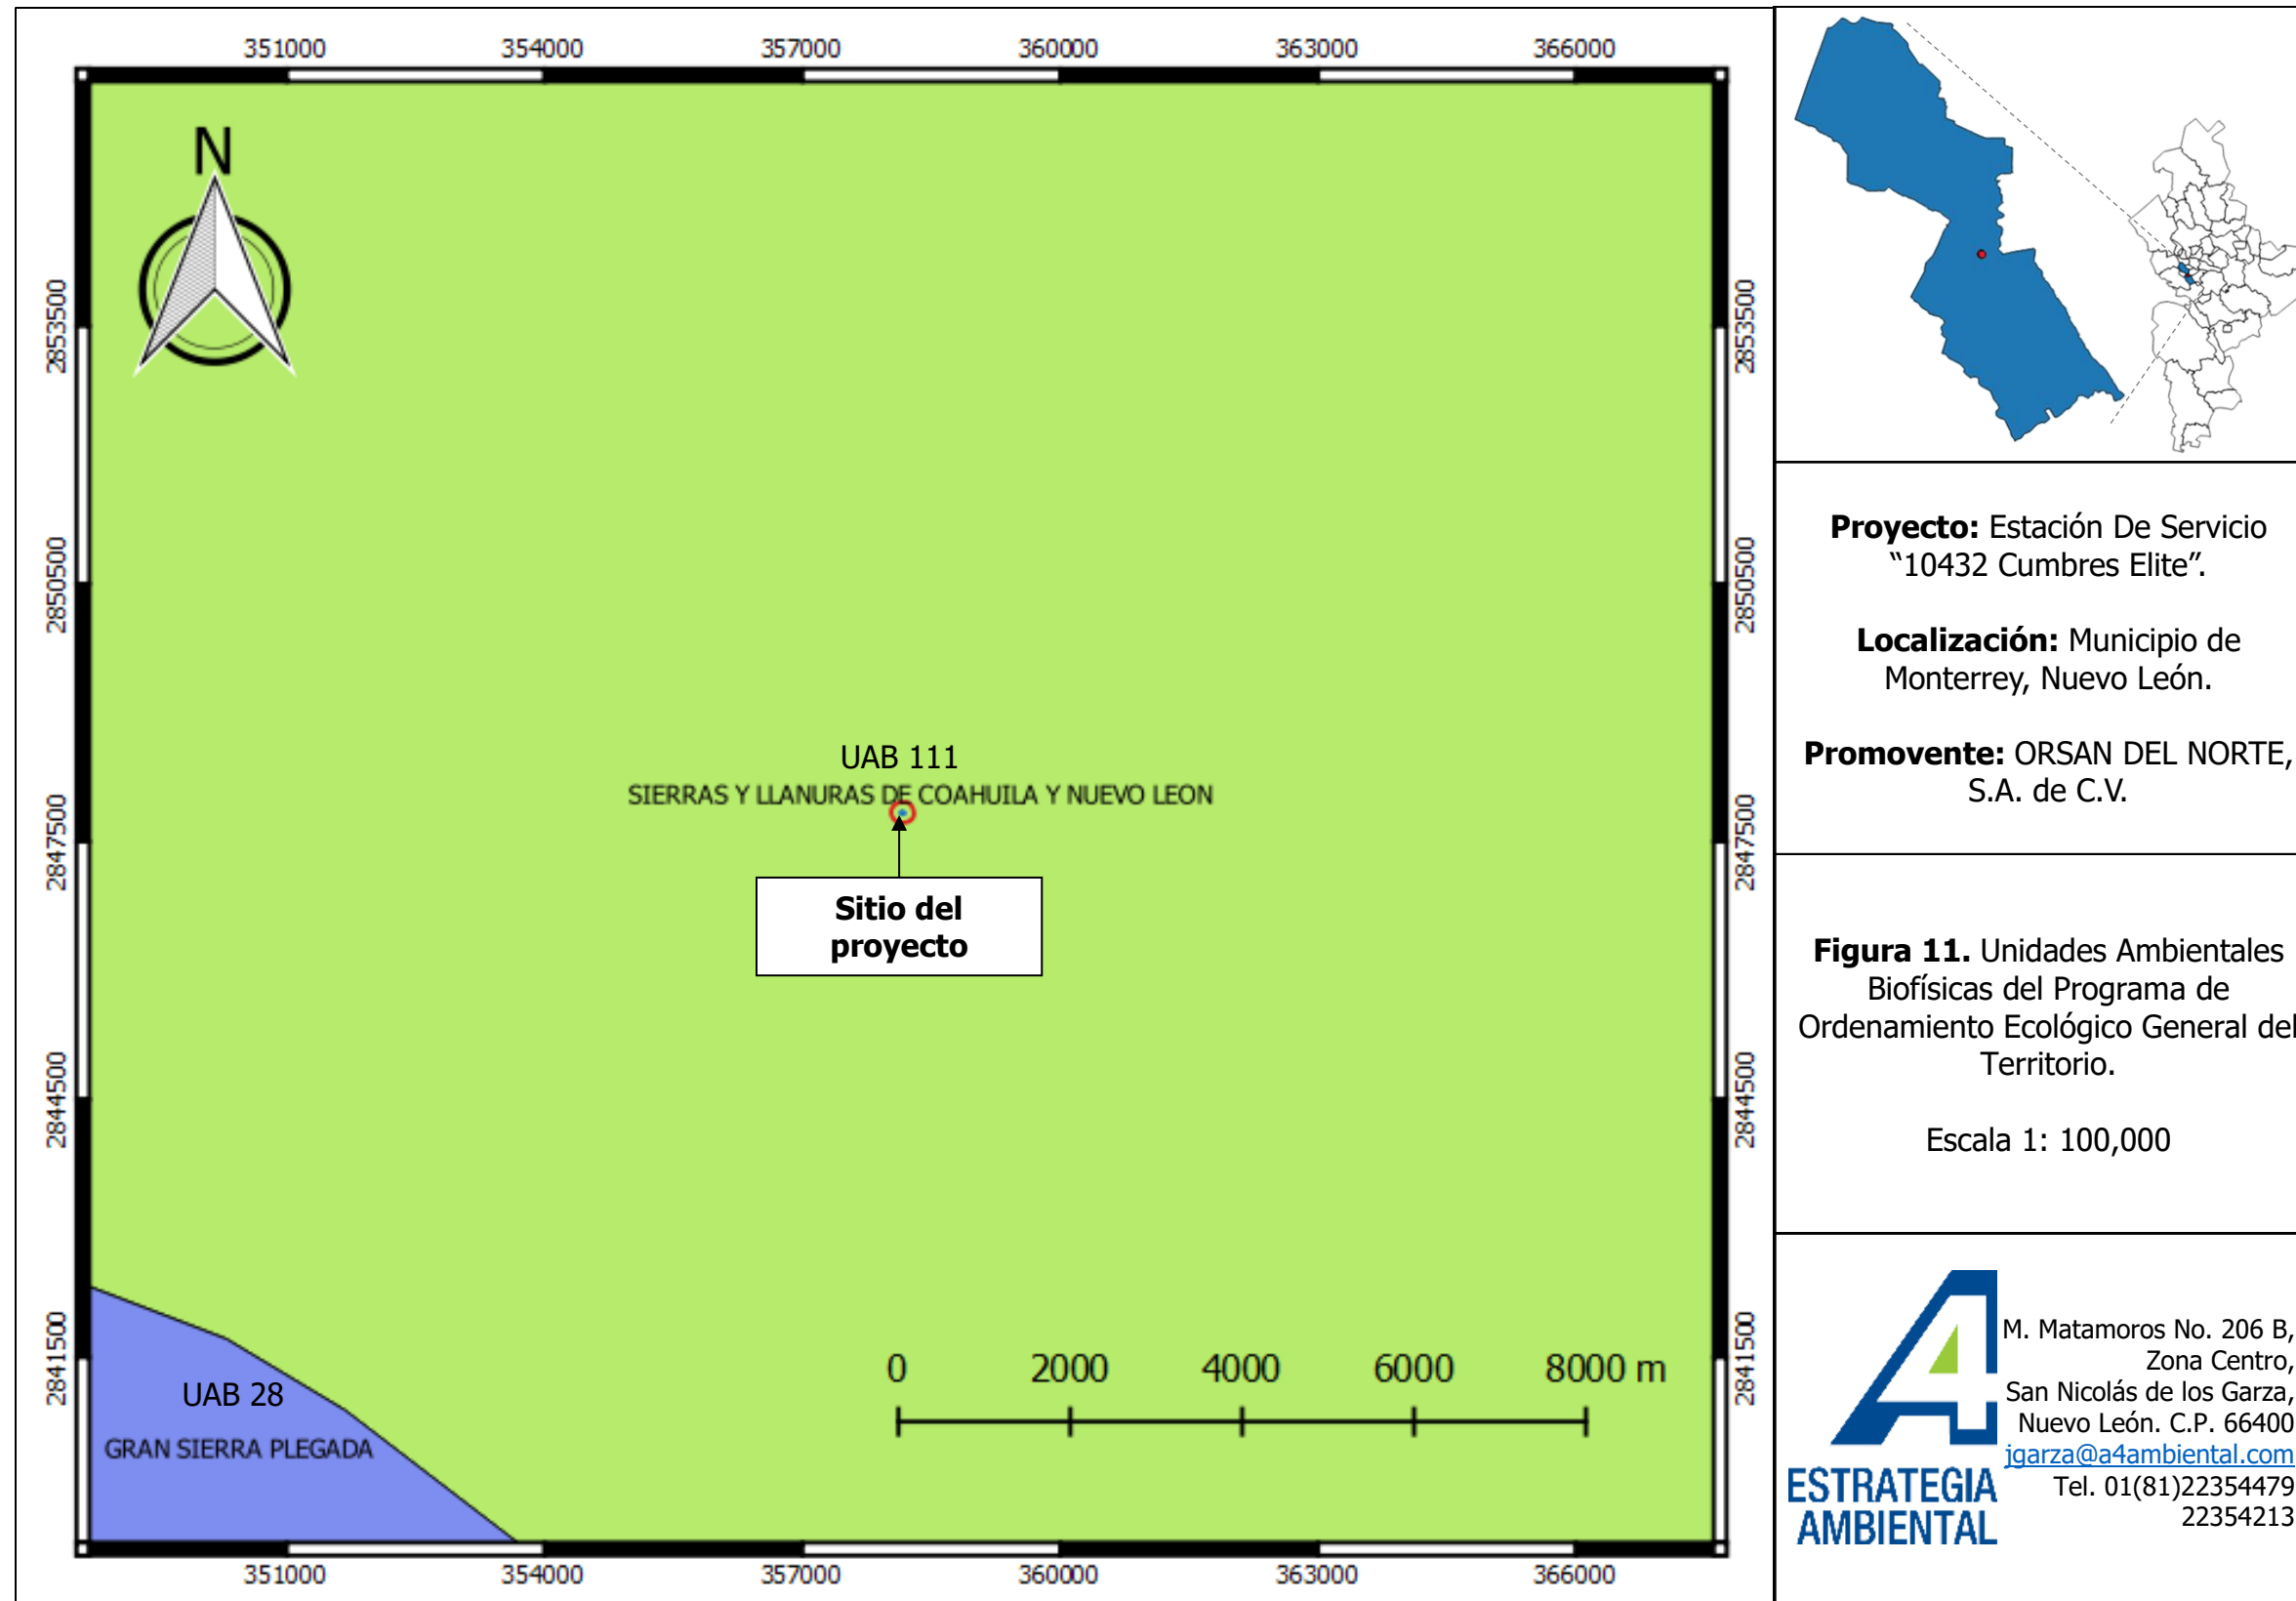 351000 354000 357000 360000 363000 366000
N
2853500
2853500
2850500
2850500
UAB 111
SIERRAS Y LLANURAS DE COAHUILA Y NUEVO LEON
2847500
2847500
Sitio del
proyecto
2844500
2844500
2841500
2841500
0 2000 4000 6000 8000 m
UAB 28
GRAN SIERRA PLEGADA
351000 354000 357000 360000 363000 366000
Proyecto: Estación De Servicio
“10432 Cumbres Elite”.
Localización: Municipio de
Monterrey, Nuevo León.
Promovente: ORSAN DEL NORTE,
S.A. de C.V.
Figura 11. Unidades Ambientales
Biofísicas del Programa de
Ordenamiento Ecológico General del
Territorio.
Escala 1: 100,000
A4
ESTRATEGIA
AMBIENTAL
M. Matamoros No. 206 B,
Zona Centro,
San Nicolás de los Garza,
Nuevo León. C.P. 66400
jgarza@a4ambiental.com
Tel. 01(81)22354479
22354213